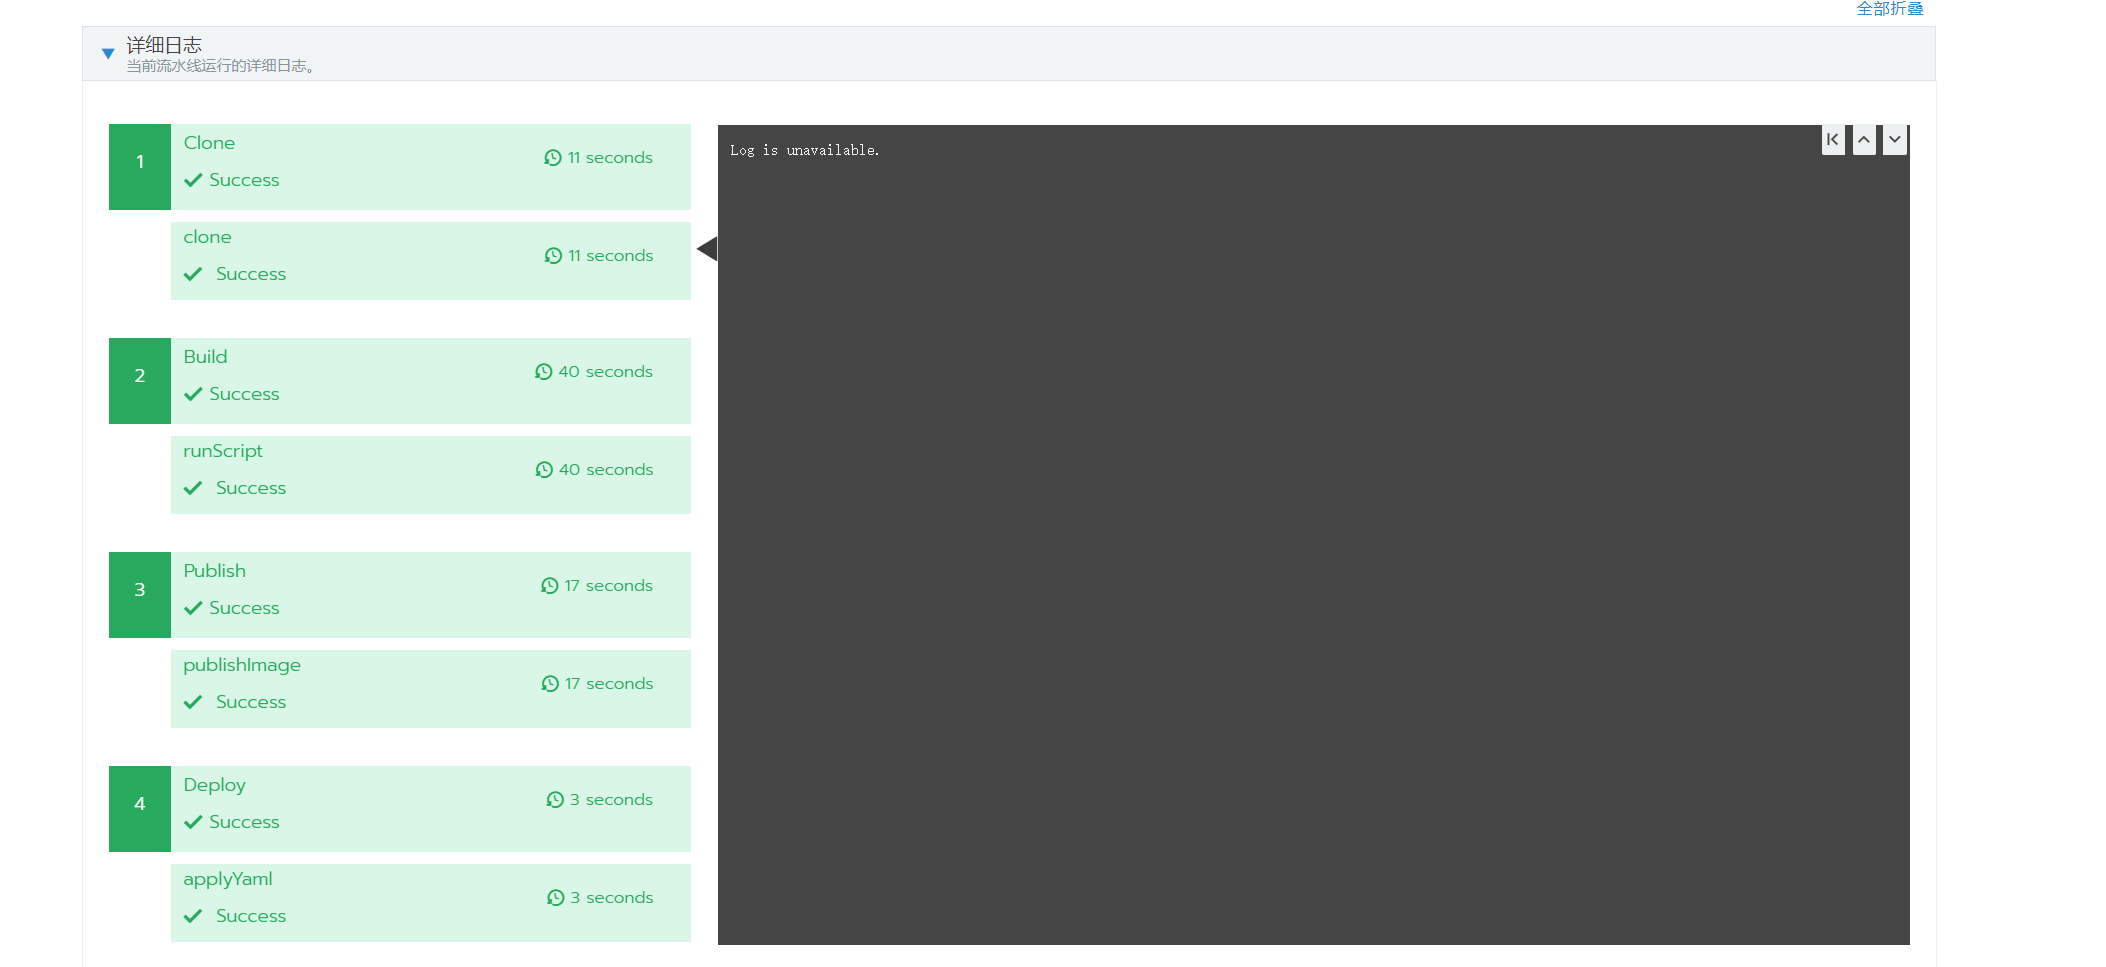 全部折叠
详细日志
当前流水线运行的详细日志。
1
Clone
11 seconds
Success
clone
11 seconds
Success
2
Build
40 seconds
Success
runScript
40 seconds
Success
3
Publish
17 seconds
Success
publishImage
17 seconds
Success
4
Deploy
3 seconds
Success
applyYaml
3 seconds
Success
Log is unavailable.